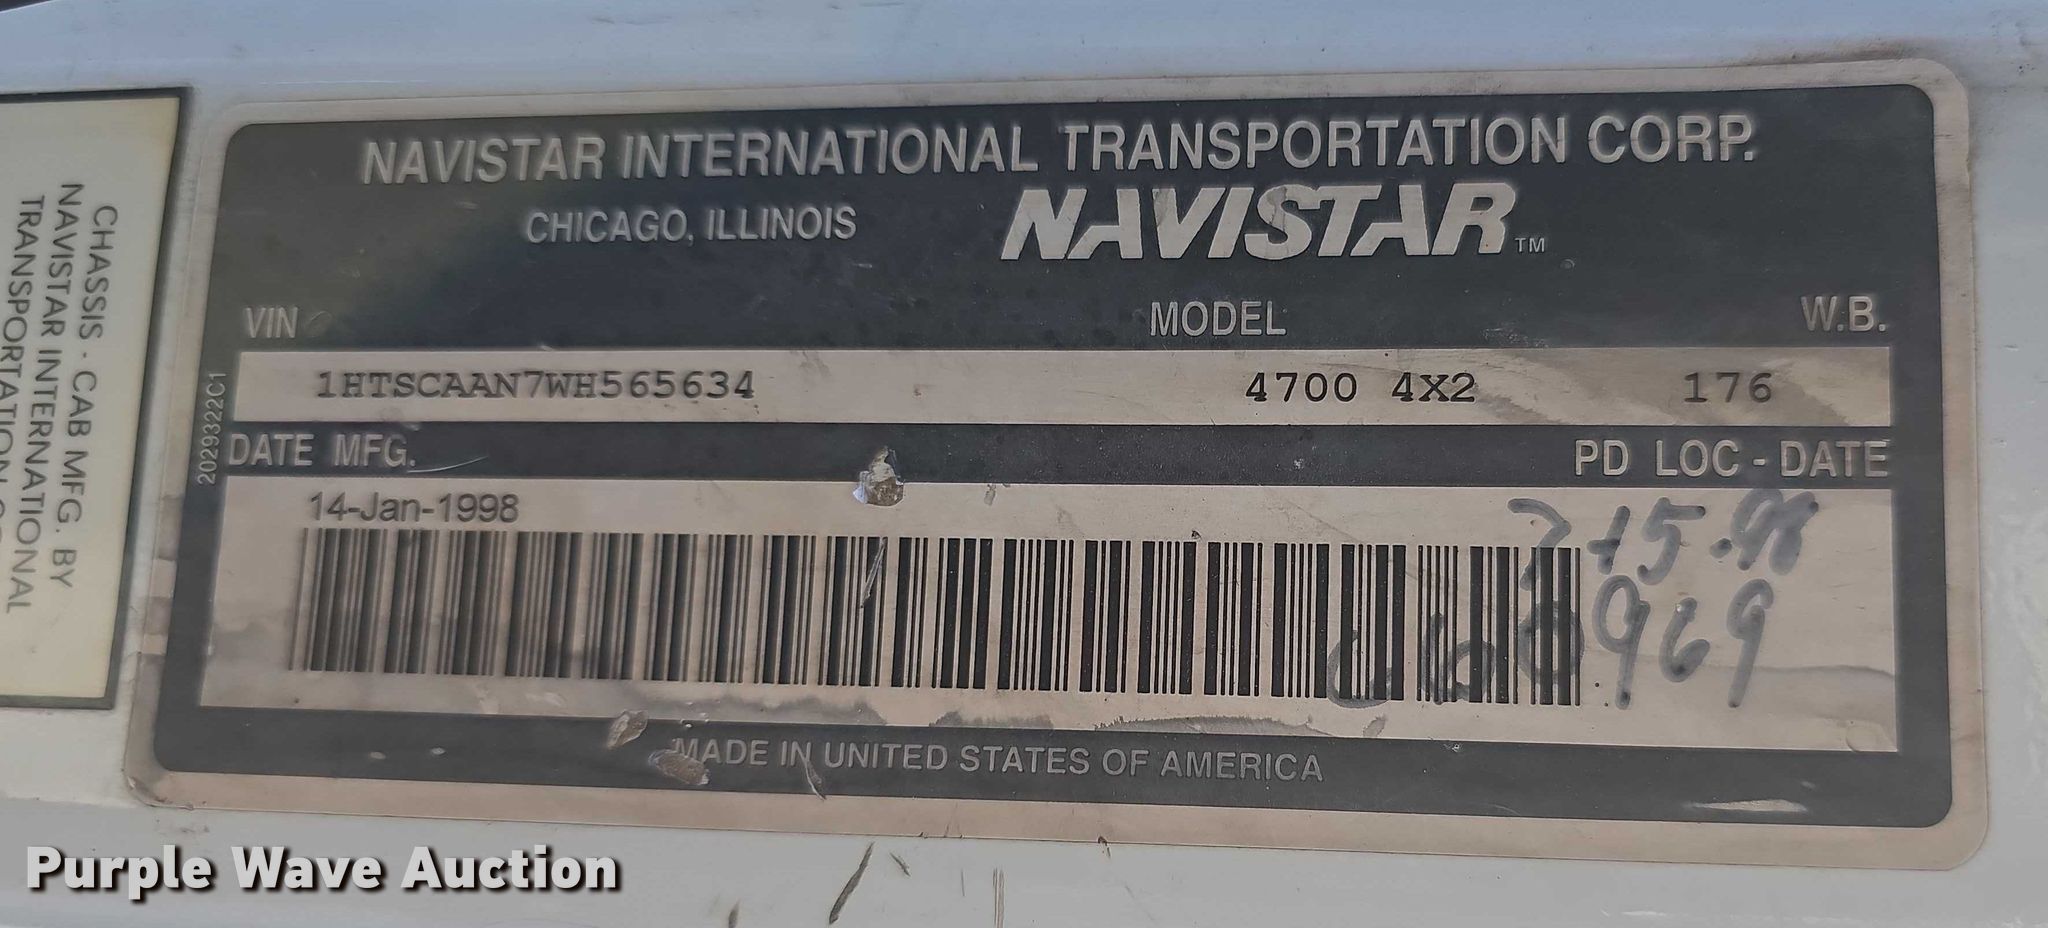 CHASSIS - CAB MFG. BY
NAVISTAR INTERNATIONAL
NAVISTAR INTERNATIONAL TRANSPORTATION CORP.
CHICAGO, ILLINOIS NAVISTAR TM
VIN MODEL W.B.
1HTSCAAN7WH565634 4700 4X2 176
2029322C1
DATE MFG. PD LOC - DATE
14-Jan-1998
969
MADE IN UNITED STATES OF AMERICA
Purple Wave Auction